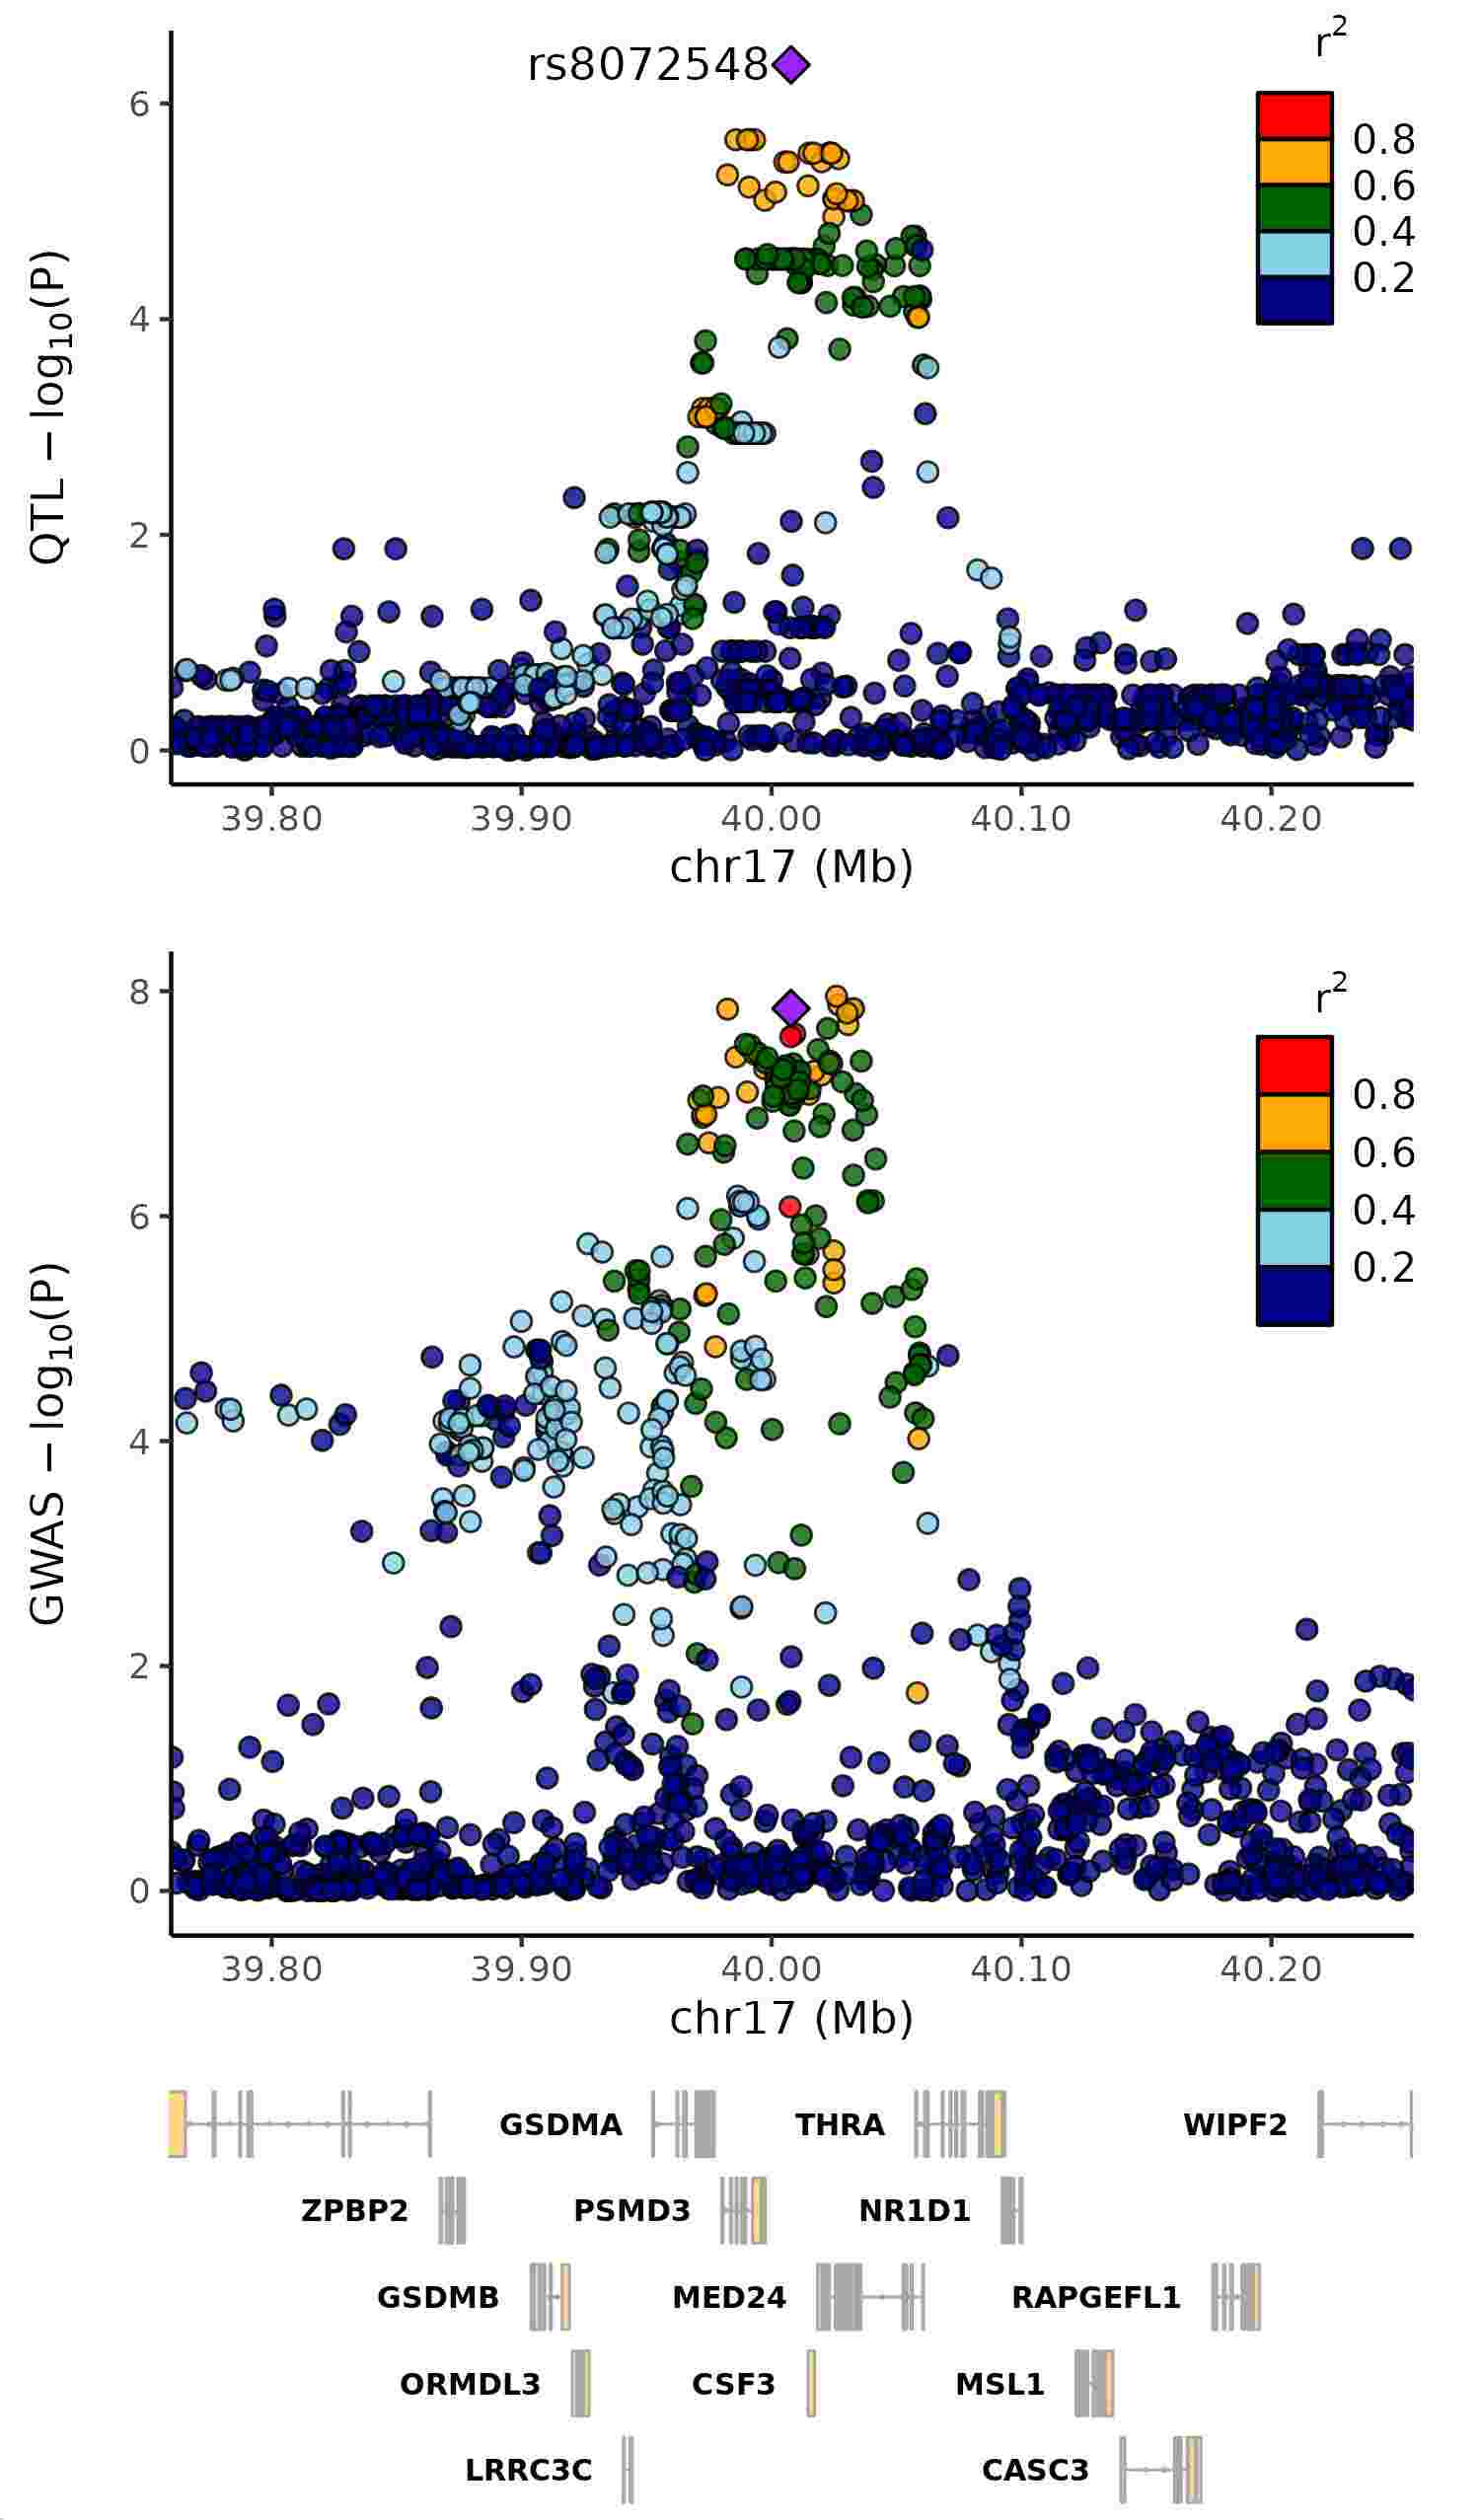 r²
rs8072548
6
4
2
0
0.8
0.6
0.4
0.2
QTL − log₁₀(P)
39.80 39.90 40.00 40.10 40.20
chr17 (Mb)
r²
8
6
4
2
0
0.8
0.6
0.4
0.2
GWAS − log₁₀(P)
39.80 39.90 40.00 40.10 40.20
chr17 (Mb)
GSDMA THRA WIPF2
ZPBP2 PSMD3 NR1D1
GSDMB MED24 RAPGEFL1
ORMDL3 CSF3 MSL1
LRRC3C CASC3